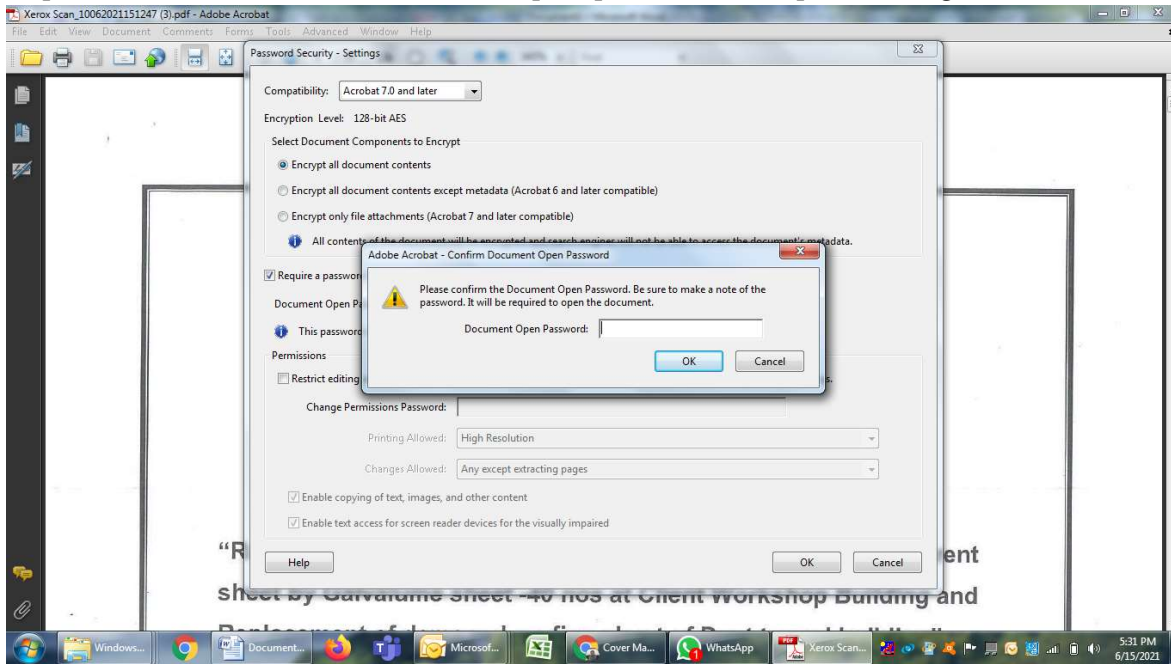 Xerox Scan_10062021151247 (3).pdf - Adobe Acrobat
File Edit View Document Comments Forms Tools Advanced Window Help
Password Security - Settings
Compatibility: Acrobat 7.0 and later
Encryption Level: 128-bit AES
Select Document Components to Encrypt
Encrypt all document contents
Encrypt all document contents except metadata (Acrobat 6 and later compatible)
Encrypt only file attachments (Acrobat 7 and later compatible)
All contents of the document will be encrypted and search engines will not be able to access the document's metadata.
Adobe Acrobat - Confirm Document Open Password
Require a password
Please confirm the Document Open Password. Be sure to make a note of the
password. It will be required to open the document.
Document Open Pa
Document Open Password:
This password
OK Cancel
Permissions
Restrict editing
Change Permissions Password:
Printing Allowed: High Resolution
Changes Allowed: Any except extracting pages
Enable copying of text, images, and other content
Enable text access for screen reader devices for the visually impaired
Help OK Cancel
“R ent
sheet by Galvalume sheet -40 nos at Client Workshop Building and
Windows... Document... Microsof... Cover Ma... WhatsApp Xerox Scan...
5:31 PM
6/15/2021